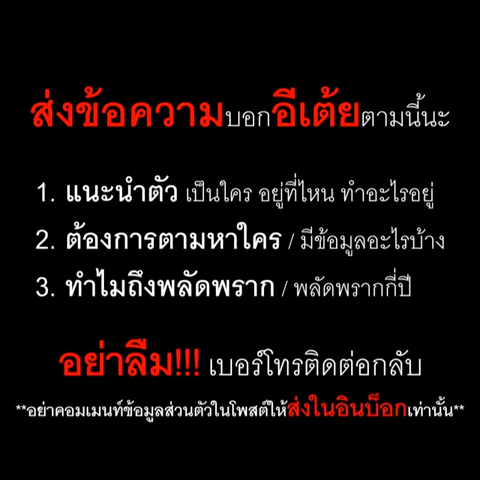 ส่งข้อความบอกอีเต้ยตามนี้นะ
1. แนะนำตัว เป็นใคร อยู่ที่ไหน ทำอะไรอยู่
2. ต้องการตามหาใคร / มีข้อมูลอะไรบ้าง
3. ทำไมถึงพลัดพราก / พลัดพรากกี่ปี
อย่าลืม!!! เบอร์โทรติดต่อกลับ
**อย่าคอมเมนท์ข้อมูลส่วนตัวในโพสต์ให้ส่งในอินบ็อกเท่านั้น**